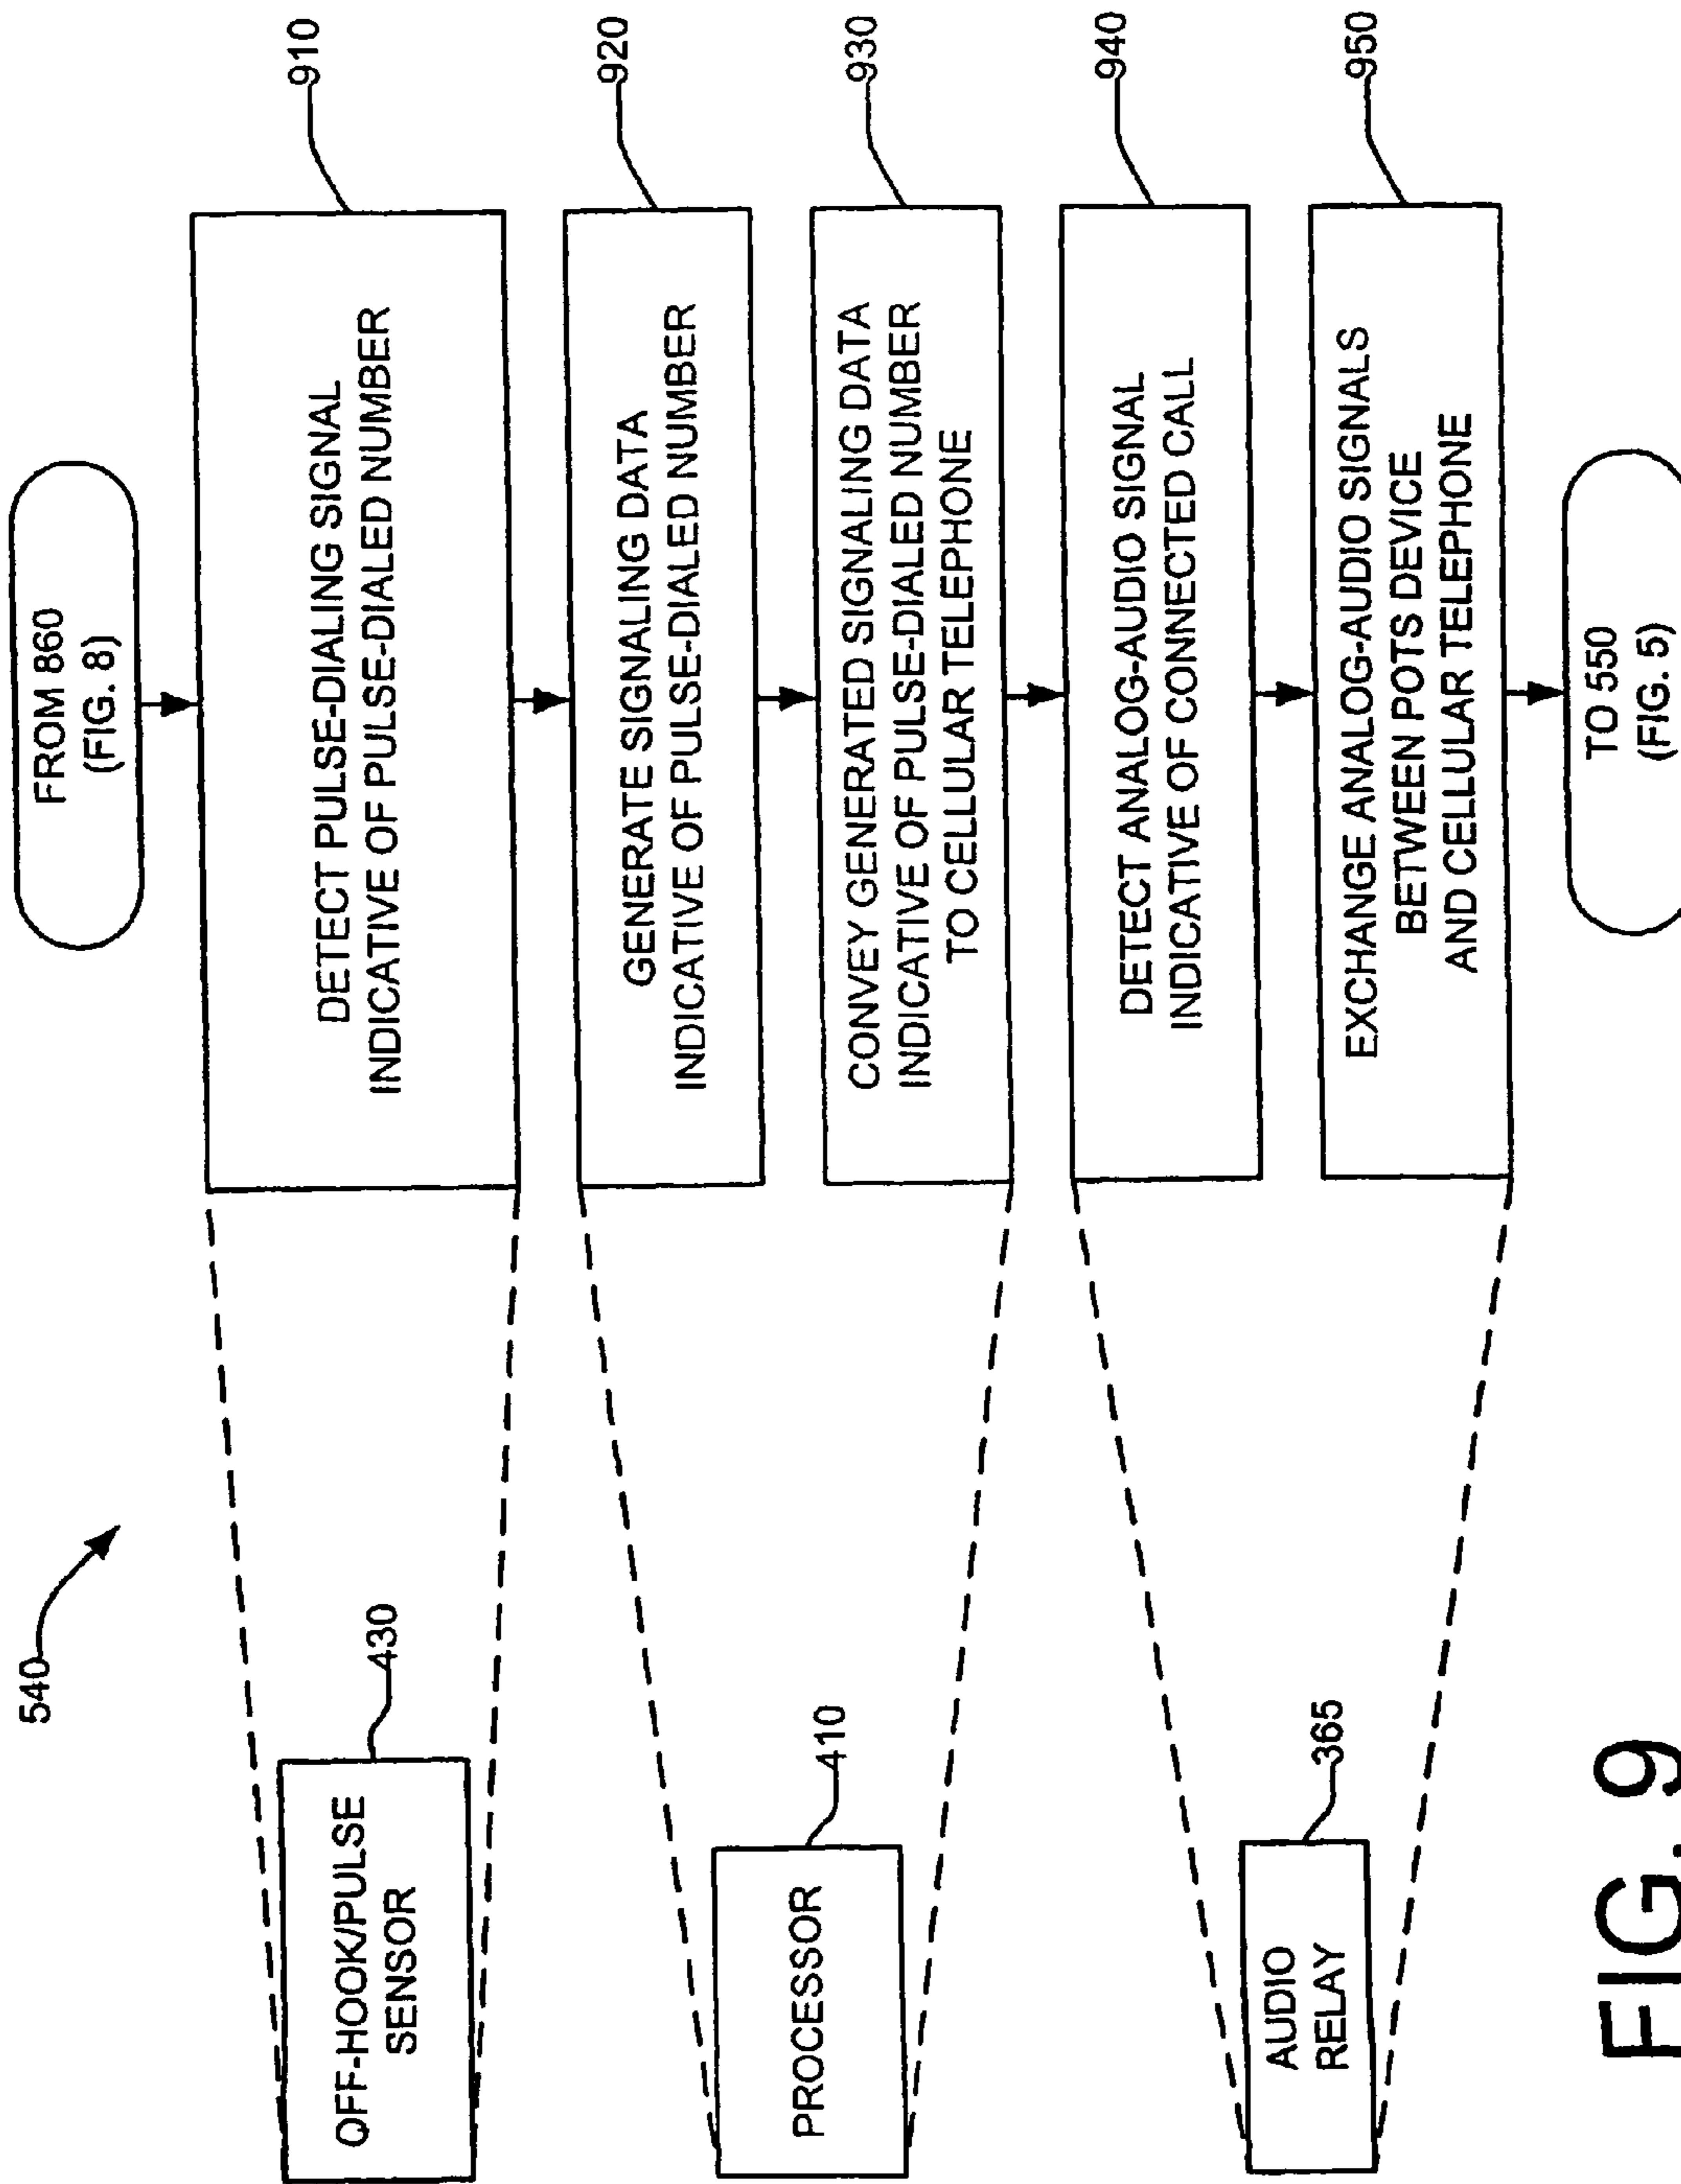 540
FROM 860
(FIG. 8)
OFF-HOOK/PULSE
SENSOR
430
DETECT PULSE-DIALING SIGNAL
INDICATIVE OF PULSE-DIALED NUMBER
910
PROCESSOR
410
GENERATE SIGNALING DATA
INDICATIVE OF PULSE-DIALED NUMBER
920
CONVEY GENERATED SIGNALING DATA
INDICATIVE OF PULSE-DIALED NUMBER
TO CELLULAR TELEPHONE
930
AUDIO
RELAY
365
DETECT ANALOG-AUDIO SIGNAL
INDICATIVE OF CONNECTED CALL
940
EXCHANGE ANALOG-AUDIO SIGNALS
BETWEEN POTS DEVICE
AND CELLULAR TELEPHONE
950
TO 550
(FIG. 5)
FIG. 9